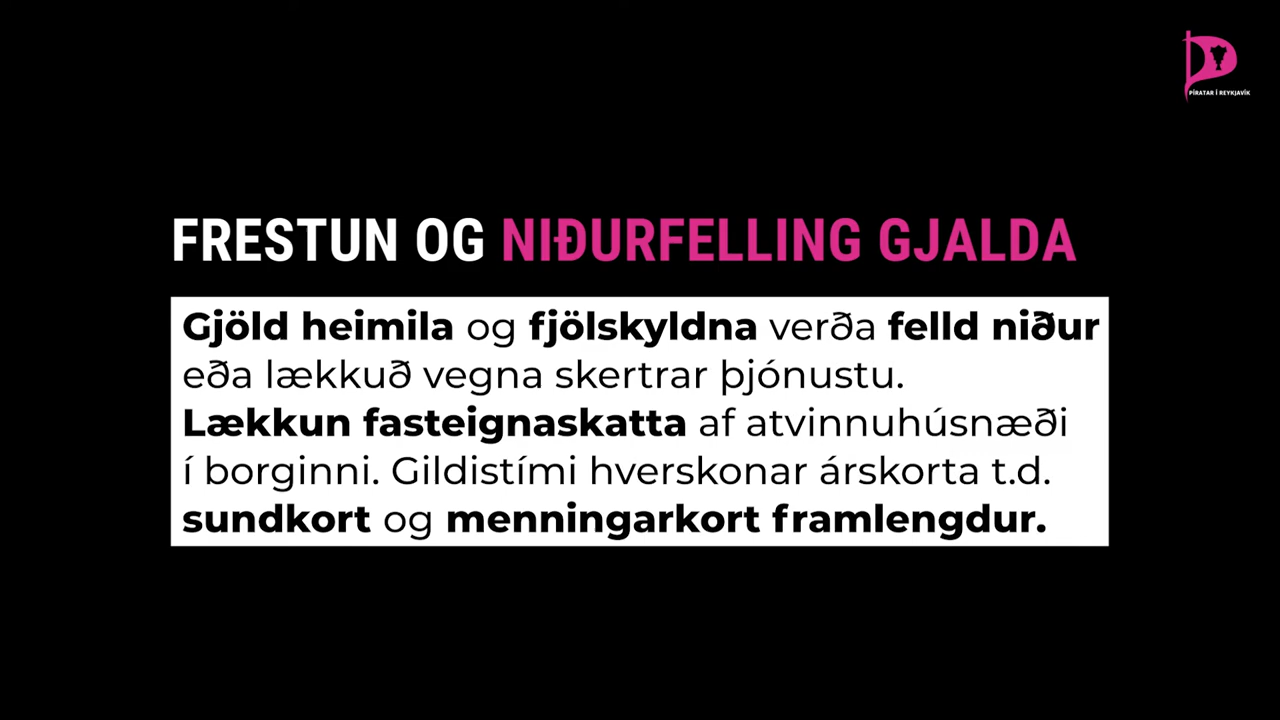 PÍRATAR Í REYKJAVÍK
FRESTUN OG NIÐURFELLING GJALDA
Gjöld heimila og fjölskyldna verða felld niður
eða lækkuð vegna skertrar þjónustu.
Lækkun fasteignaskatta af atvinnuhúsnæði
í borginni. Gildistími hverskonar árskorta t.d.
sundkort og menningarkort framlengdur.